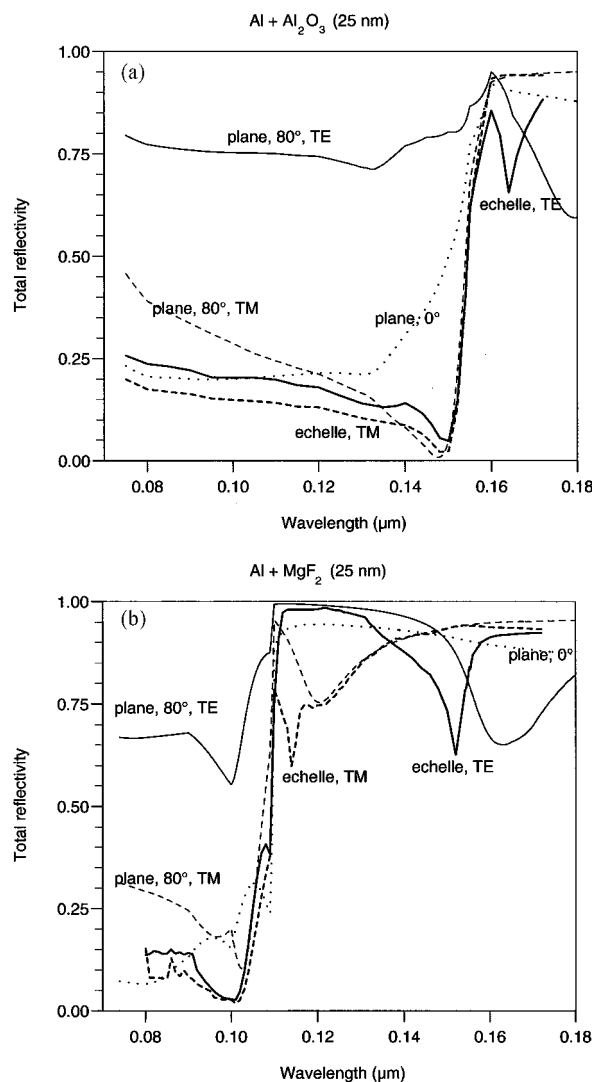 Al + Al2O3 (25 nm)
(a)
1.00
0.75
0.50
0.25
0.00
Total reflectivity
plane, 80°, TE
echelle, TE
plane, 80°, TM
plane, 0°
echelle, TM
0.08 0.10 0.12 0.14 0.16 0.18
Wavelength (µm)
Al + MgF2 (25 nm)
(b)
1.00
0.75
0.50
0.25
0.00
Total reflectivity
plane, 0°
plane, 80°, TE
echelle, TM
echelle, TE
plane, 80°, TM
0.08 0.10 0.12 0.14 0.16 0.18
Wavelength (µm)